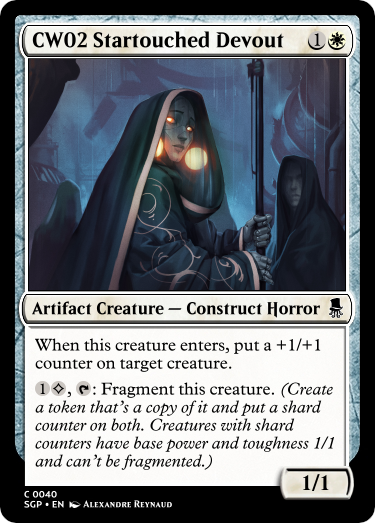 CW02 Startouched Devout 1
Artifact Creature — Construct Horror
When this creature enters, put a +1/+1
counter on target creature.
1, : Fragment this creature. (Create
a token that's a copy of it and put a shard
counter on both. Creatures with shard
counters have base power and toughness 1/1
and can't be fragmented.)
1/1
C 0040
SGP • EN Alexandre Reynaud